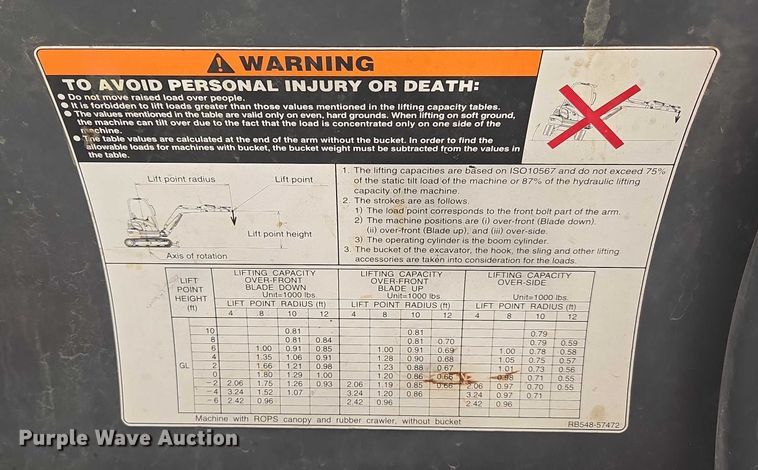 WARNING
TO AVOID PERSONAL INJURY OR DEATH:
● Do not move raised load over people.
● It is forbidden to lift loads greater than those values mentioned in the lifting capacity tables.
● The values mentioned in the table are valid only on even, hard grounds. When lifting on soft ground,
the machine can tilt over due to the fact that the load is concentrated only on one side of the
machine.
● The table values are calculated at the end of the arm without the bucket. In order to find the
allowable loads for machines with bucket, the bucket weight must be subtracted from the values in
the table.
Lift point radius Lift point
Lift point height
Axis of rotation
1. The lifting capacities are based on ISO10567 and do not exceed 75%
of the static tilt load of the machine or 87% of the hydraulic lifting
capacity of the machine.
2. The strokes are as follows.
1) The load point corresponds to the front bolt part of the arm.
2) The machine positions are (i) over-front (Blade down),
(ii) over-front (Blade up), and (iii) over-side.
3) The operating cylinder is the boom cylinder.
3. The bucket of the excavator, the hook, the sling and other lifting
accessories are taken into consideration for the loads.
LIFT POINT HEIGHT (ft) LIFTING CAPACITY OVER-FRONT BLADE DOWN Unit=1000 lbs. LIFTING CAPACITY OVER-FRONT BLADE UP Unit=1000 lbs. LIFTING CAPACITY OVER-SIDE Unit=1000 lbs.
LIFT POINT RADIUS (ft) LIFT POINT RADIUS (ft) LIFT POINT RADIUS (ft)
4 8 10 12 4 8 10 12 4 8 10 12
10 0.81 0.81 0.79
8 0.81 0.84 0.81 0.70 0.79 0.59
6 1.00 0.91 0.85 1.00 0.91 0.69 1.00 0.78 0.58
4 1.35 1.06 0.91 1.28 0.90 0.68 1.05 0.75 0.57
GL 2 1.66 1.21 0.98 1.23 0.88 0.67 1.01 0.73 0.56
0 1.80 1.29 1.00 1.20 0.86 0.66 0.98 0.71 0.55
-2 2.06 1.75 1.26 0.93 2.06 1.19 0.85 0.66 2.06 0.97 0.70 0.55
-4 3.24 1.52 1.07 3.24 1.20 0.86 3.24 0.97 0.71
-6 2.42 0.96 2.42 0.96 2.42 0.96
Machine with ROPS canopy and rubber crawler, without bucket
RB548-57472
Purple Wave Auction